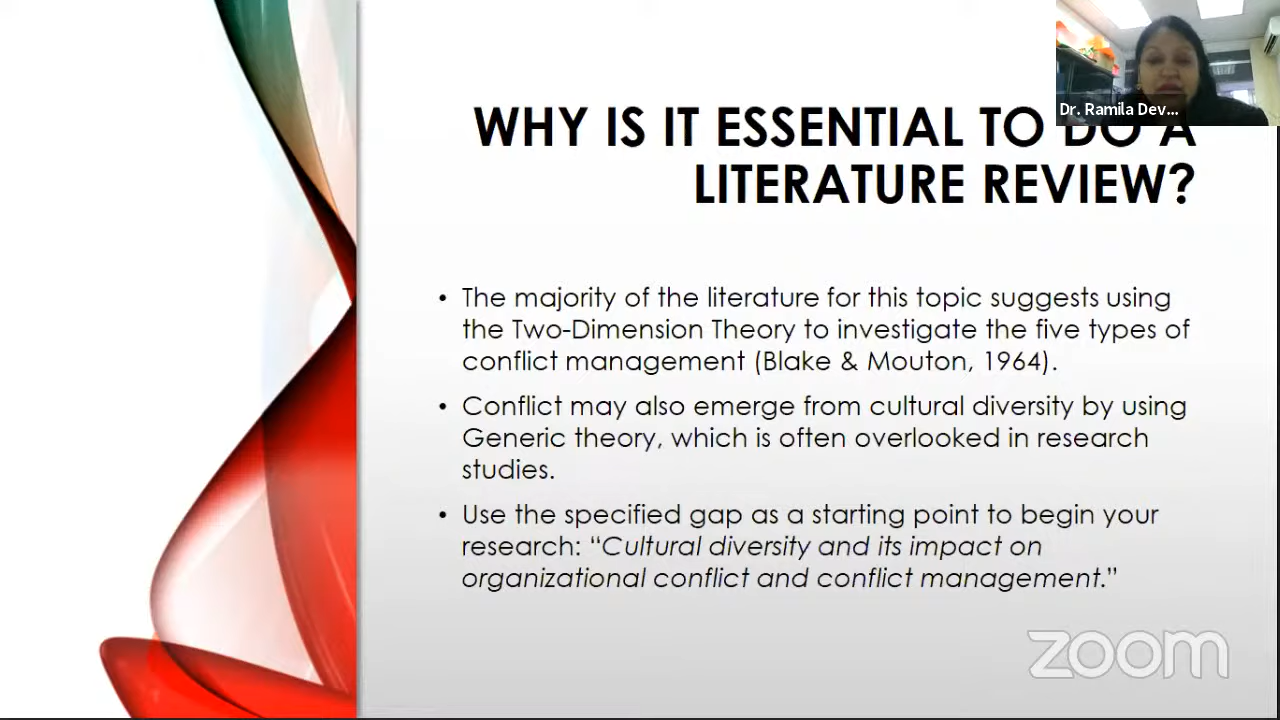 Dr. Ramila Dev...
WHY IS IT ESSENTIAL TO DO A
LITERATURE REVIEW?
• The majority of the literature for this topic suggests using
the Two-Dimension Theory to investigate the five types of
conflict management (Blake & Mouton, 1964).
• Conflict may also emerge from cultural diversity by using
Generic theory, which is often overlooked in research
studies.
• Use the specified gap as a starting point to begin your
research: “Cultural diversity and its impact on
organizational conflict and conflict management.”
zoom